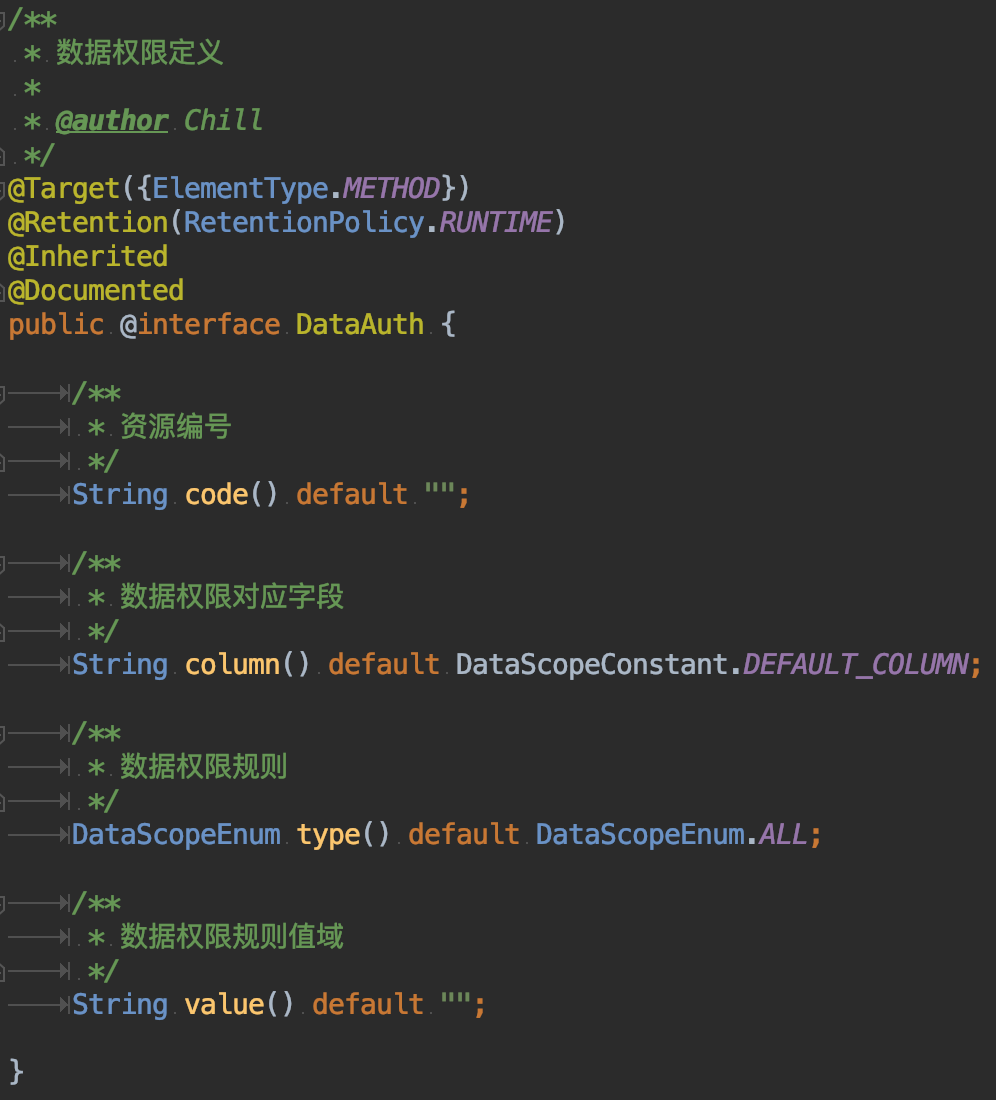 /**
* 数据权限定义
*
* @author Chill
*/
@Target({ElementType.METHOD})
@Retention(RetentionPolicy.RUNTIME)
@Inherited
@Documented
public @interface DataAuth {
/**
* 资源编号
*/
String code() default "";
/**
* 数据权限对应字段
*/
String column() default DataScopeConstant.DEFAULT_COLUMN;
/**
* 数据权限规则
*/
DataScopeEnum type() default DataScopeEnum.ALL;
/**
* 数据权限规则值域
*/
String value() default "";
}